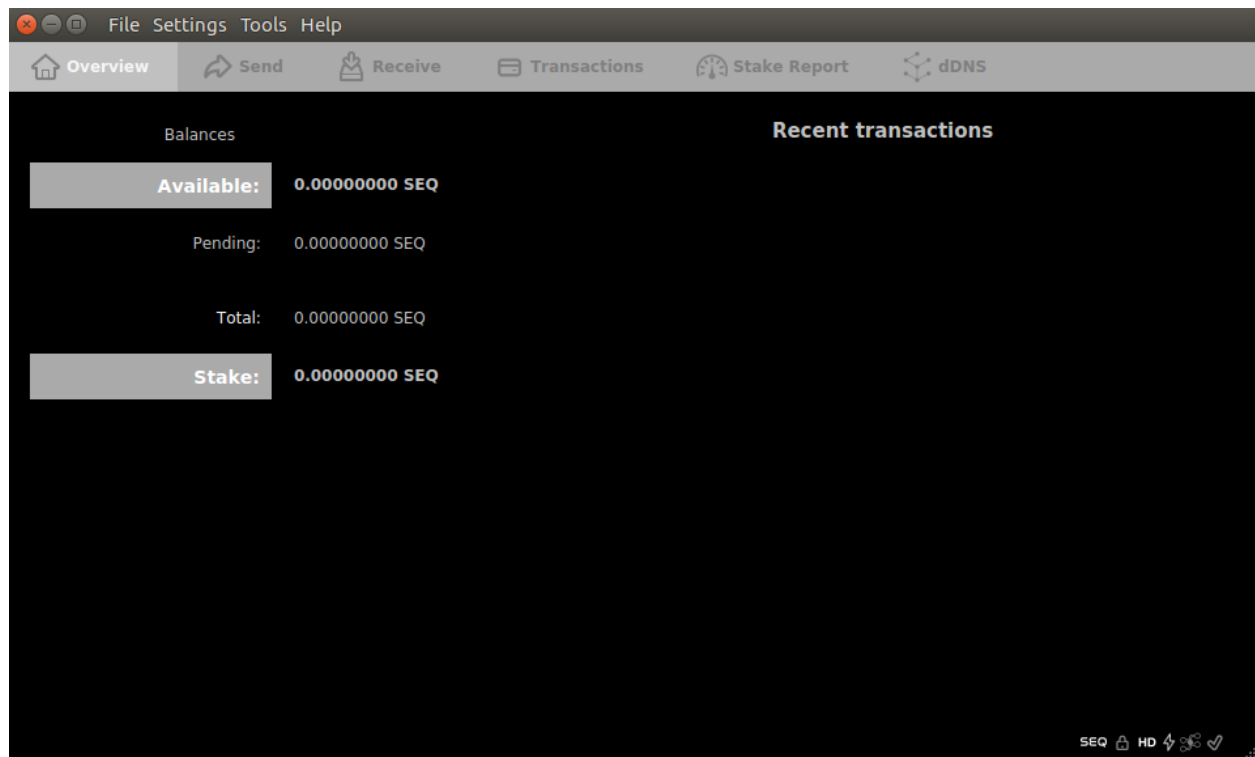 File Settings Tools Help
Overview Send Receive Transactions Stake Report dDNS
Balances
Available: 0.00000000 SEQ
Pending: 0.00000000 SEQ
Total: 0.00000000 SEQ
Stake: 0.00000000 SEQ
Recent transactions
SEQ HD